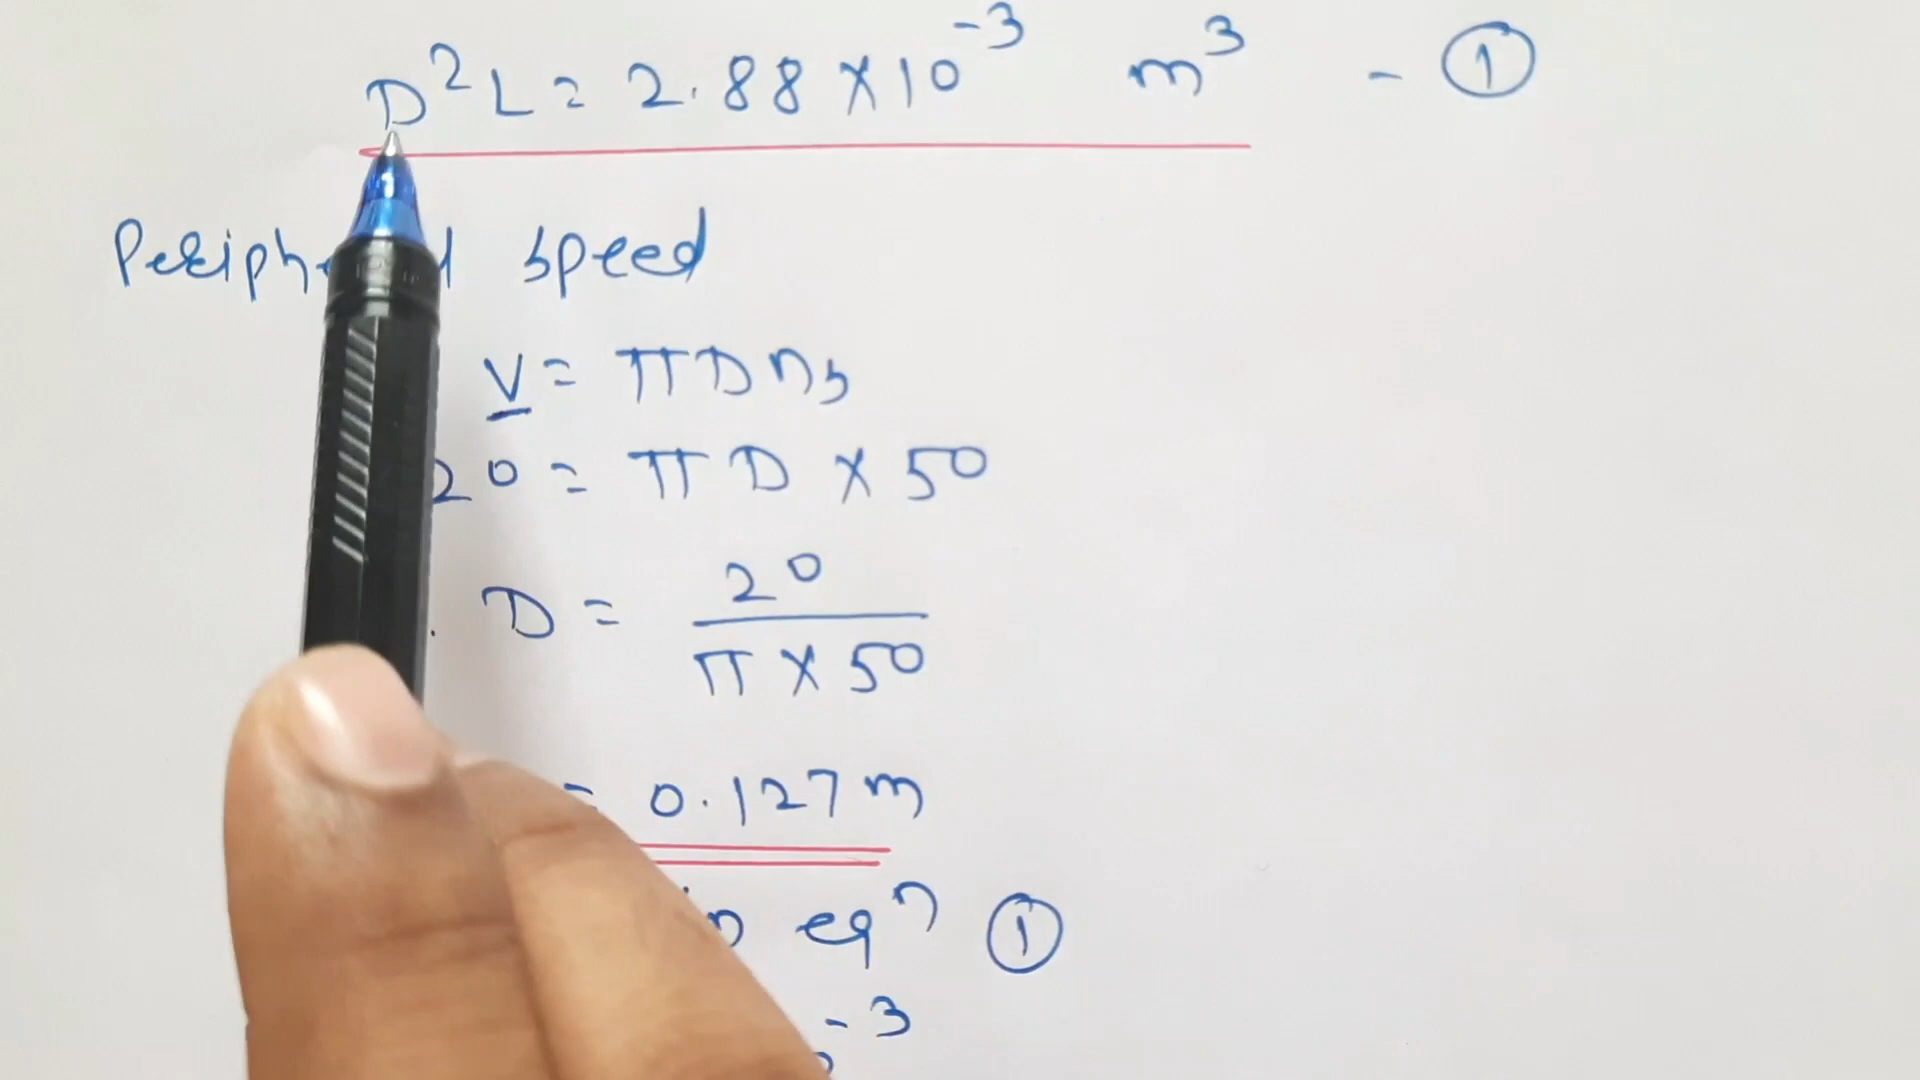 D²L = 2.88 × 10⁻³ m³ - ①
speed
V = πDns
20 = πD × 50
D = 20 / π × 50
= 0.127 m
eqⁿ ①
-3